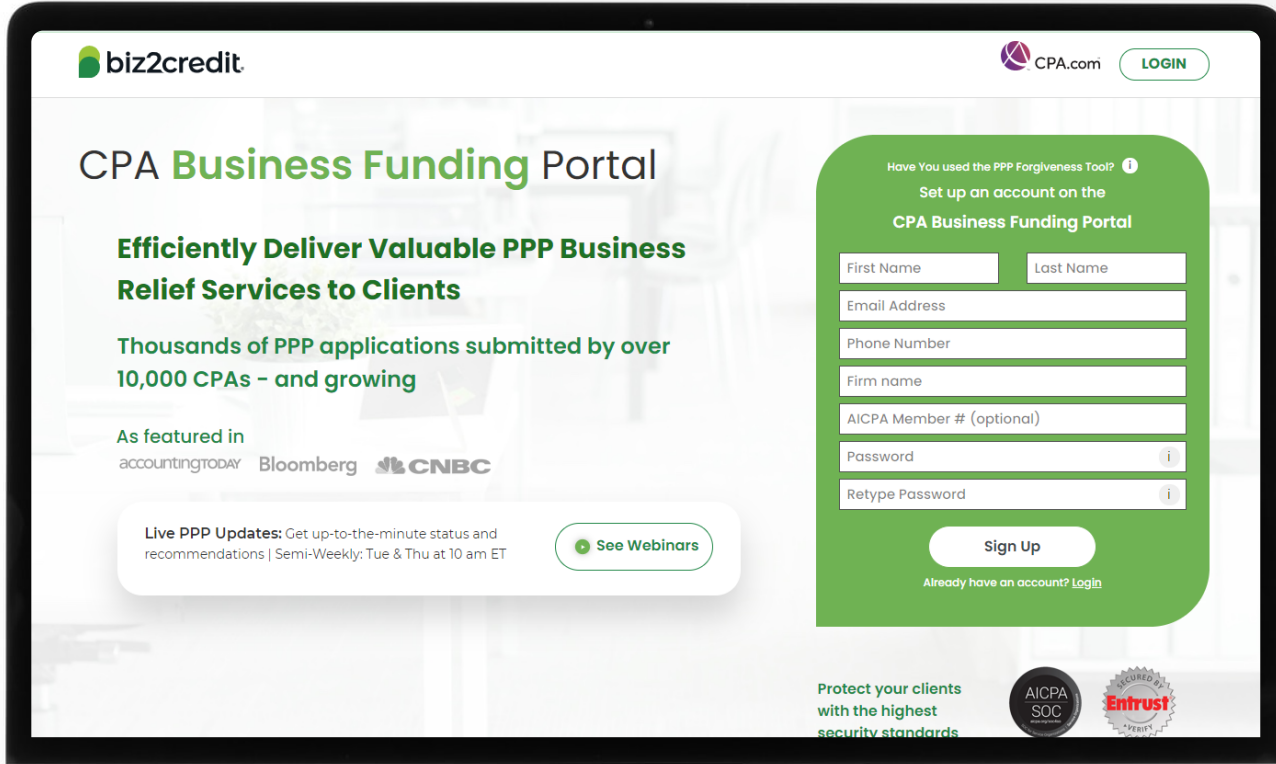 biz2credit
CPA.com
LOGIN
CPA Business Funding Portal
Efficiently Deliver Valuable PPP Business
Relief Services to Clients
Thousands of PPP applications submitted by over
10,000 CPAs - and growing
As featured in
accountingTODAY Bloomberg CNBC
Live PPP Updates: Get up-to-the-minute status and
recommendations | Semi-Weekly: Tue & Thu at 10 am ET
See Webinars
Have You used the PPP Forgiveness Tool? i
Set up an account on the
CPA Business Funding Portal
First Name
Last Name
Email Address
Phone Number
Firm name
AICPA Member # (optional)
Password i
Retype Password i
Sign Up
Already have an account? Login
Protect your clients
with the highest
security standards
AICPA
SOC
SECURED BY
Entrust
VERIFY